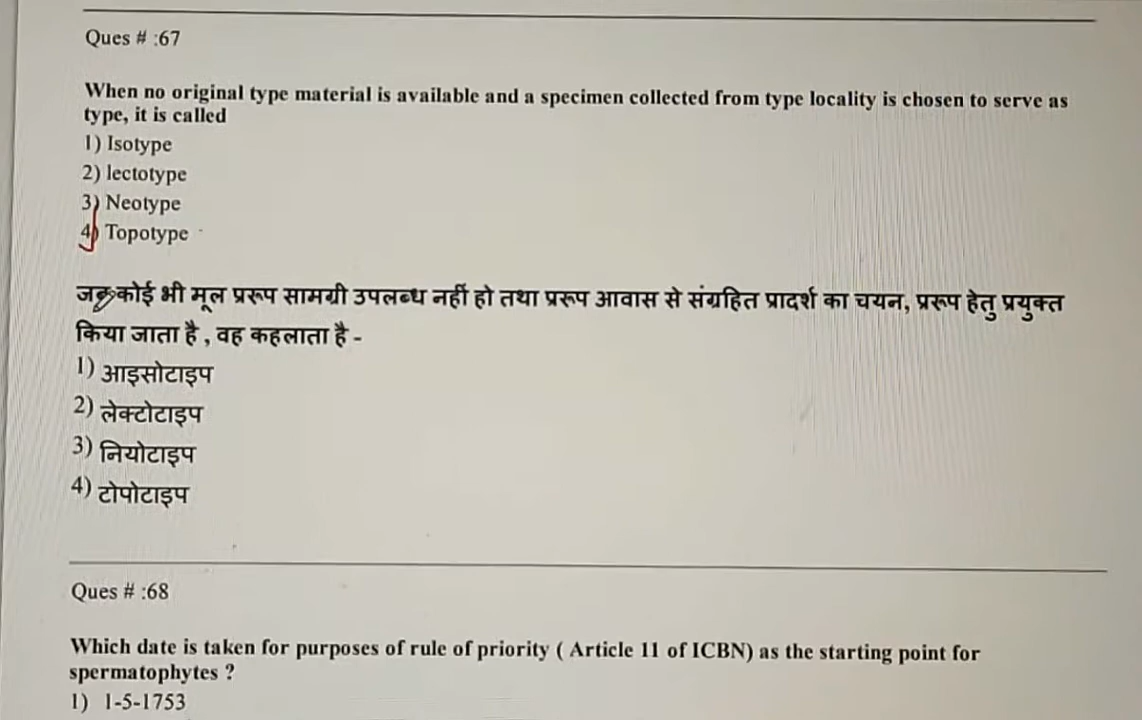 Ques # :67
When no original type material is available and a specimen collected from type locality is chosen to serve as
type, it is called
1) Isotype
2) lectotype
3) Neotype
4) Topotype
जब कोई भी मूल प्ररूप सामग्री उपलब्ध नहीं हो तथा प्ररूप आवास से संग्रहित प्रादर्श का चयन, प्ररूप हेतु प्रयुक्त
किया जाता है , वह कहलाता है -
1) आइसोटाइप
2) लेक्टोटाइप
3) नियोटाइप
4) टोपोटाइप
Ques # :68
Which date is taken for purposes of rule of priority ( Article 11 of ICBN) as the starting point for
spermatophytes ?
1) 1-5-1753